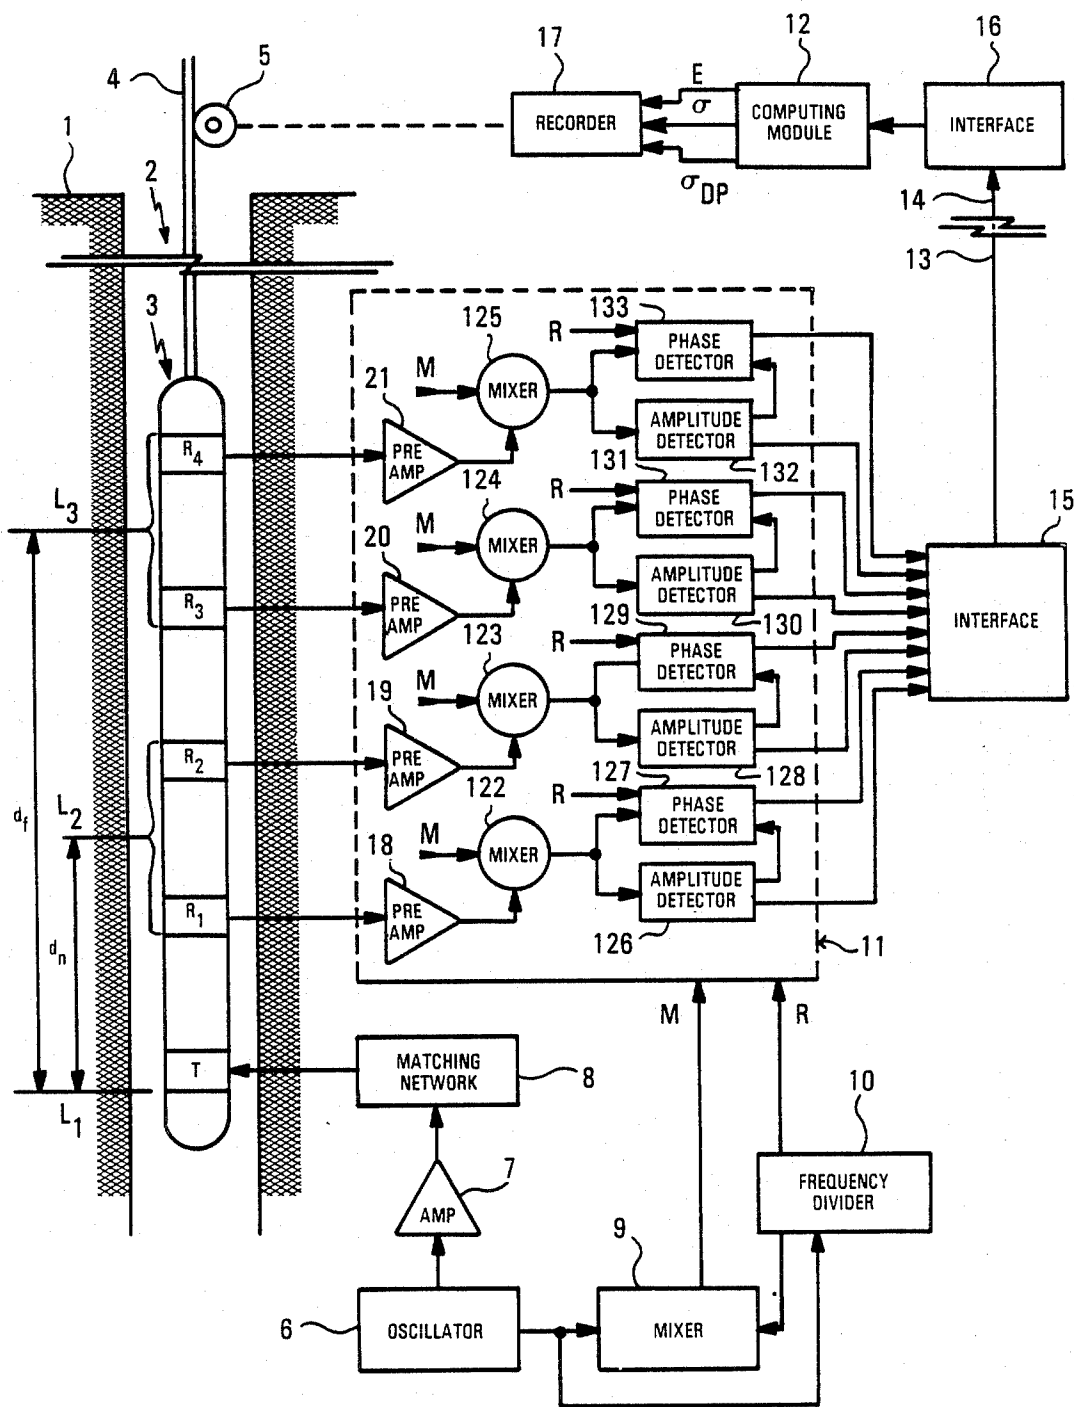 17
12
16
4
5
E
σ
RECORDER
COMPUTING
MODULE
INTERFACE
1
2
σDP
14
13
3
133
125
R
PHASE
DETECTOR
M
21
MIXER
PRE
AMP
AMPLITUDE
DETECTOR
R4
124
131
132
L3
R
PHASE
DETECTOR
15
M
20
MIXER
PRE
AMP
AMPLITUDE
DETECTOR
R3
INTERFACE
123
129
130
R
PHASE
DETECTOR
M
19
MIXER
PRE
AMP
AMPLITUDE
DETECTOR
R2
122
127
128
df
L2
R
PHASE
DETECTOR
M
18
MIXER
PRE
AMP
AMPLITUDE
DETECTOR
R1
126
11
dn
M
R
T
MATCHING
NETWORK
8
L1
10
7
AMP
FREQUENCY
DIVIDER
9
6
OSCILLATOR
MIXER